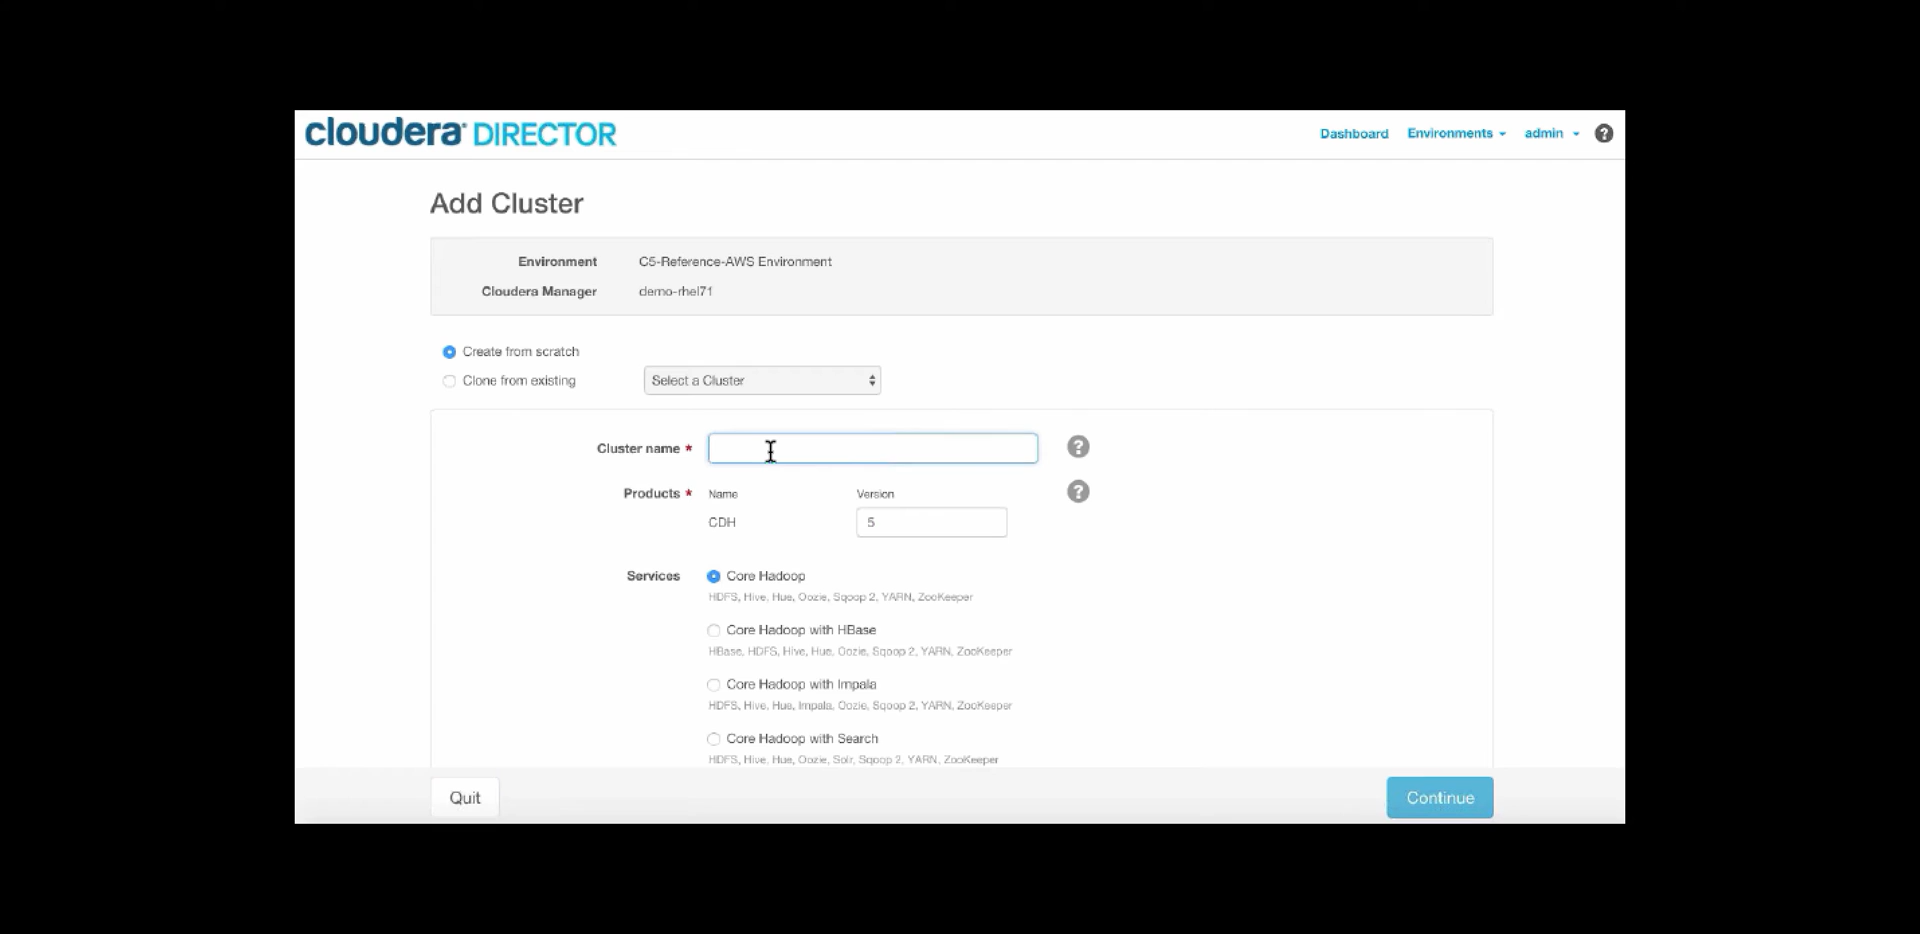 cloudera DIRECTOR
Dashboard Environments admin ?
Add Cluster
Environment C5-Reference-AWS Environment
Cloudera Manager demo-rhel71
Create from scratch
Clone from existing Select a Cluster
Cluster name * ?
Products * Name Version ?
CDH 5
Services Core Hadoop
HDFS, Hive, Hue, Oozie, Sqoop 2, YARN, ZooKeeper
Core Hadoop with HBase
HBase, HDFS, Hive, Hue, Oozie, Sqoop 2, YARN, ZooKeeper
Core Hadoop with Impala
HDFS, Hive, Hue, Impala, Oozie, Sqoop 2, YARN, ZooKeeper
Core Hadoop with Search
HDFS, Hive, Hue, Oozie, Solr, Sqoop 2, YARN, ZooKeeper
Quit Continue